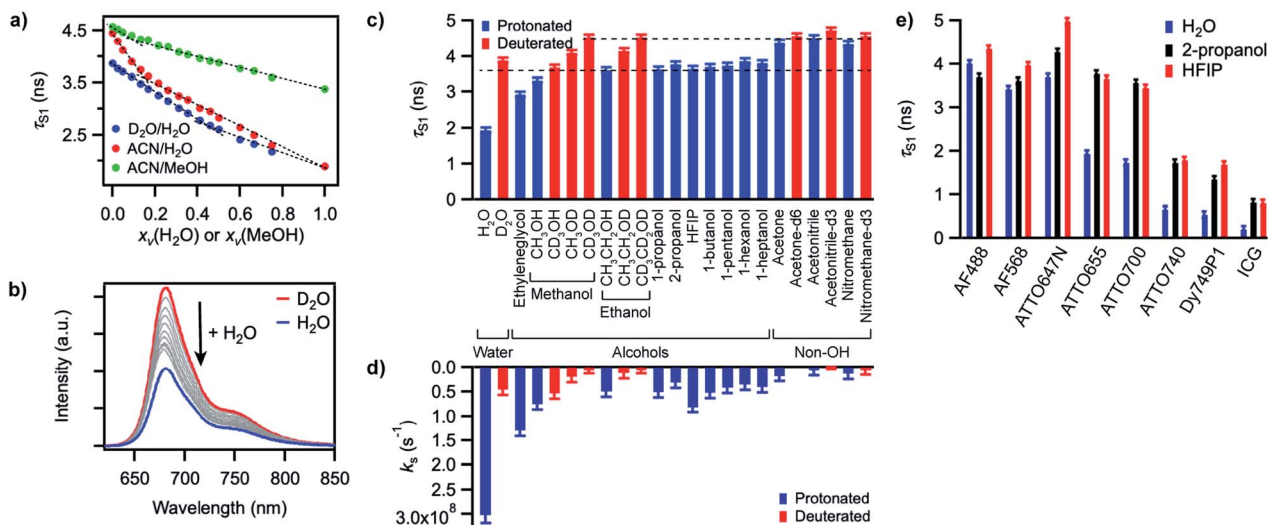 a)
4.5
3.5
2.5
τS1 (ns)
D2O/H2O
ACN/H2O
ACN/MeOH
0.0 0.2 0.4 0.6 0.8 1.0
xv(H2O) or xv(MeOH)
b)
Intensity (a.u.)
D2O
H2O
+ H2O
650 700 750 800 850
Wavelength (nm)
c)
5
4
3
2
1
0
τS1 (ns)
Protonated
Deuterated
H2O
D2O
Ethyleneglyol
CH3OH
CD3OH
CH3OD
CD3OD
CH3CH2OH
CH3CH2OD
CD3CD2OD
1-propanol
2-propanol
HFIP
1-butanol
1-pentanol
1-hexanol
1-heptanol
Acetone
Acetone-d6
Acetonitrile
Acetonitrile-d3
Nitromethane
Nitromethane-d3
Methanol
Ethanol
Water Alcohols Non-OH
d)
0.0
0.5
1.0
1.5
2.0
2.5
3.0x10^8
ks (s^-1)
Protonated
Deuterated
e)
5
4
3
2
1
0
τS1 (ns)
H2O
2-propanol
HFIP
AF488
AF568
ATTO647N
ATTO655
ATTO700
ATTO740
Dy749P1
ICG